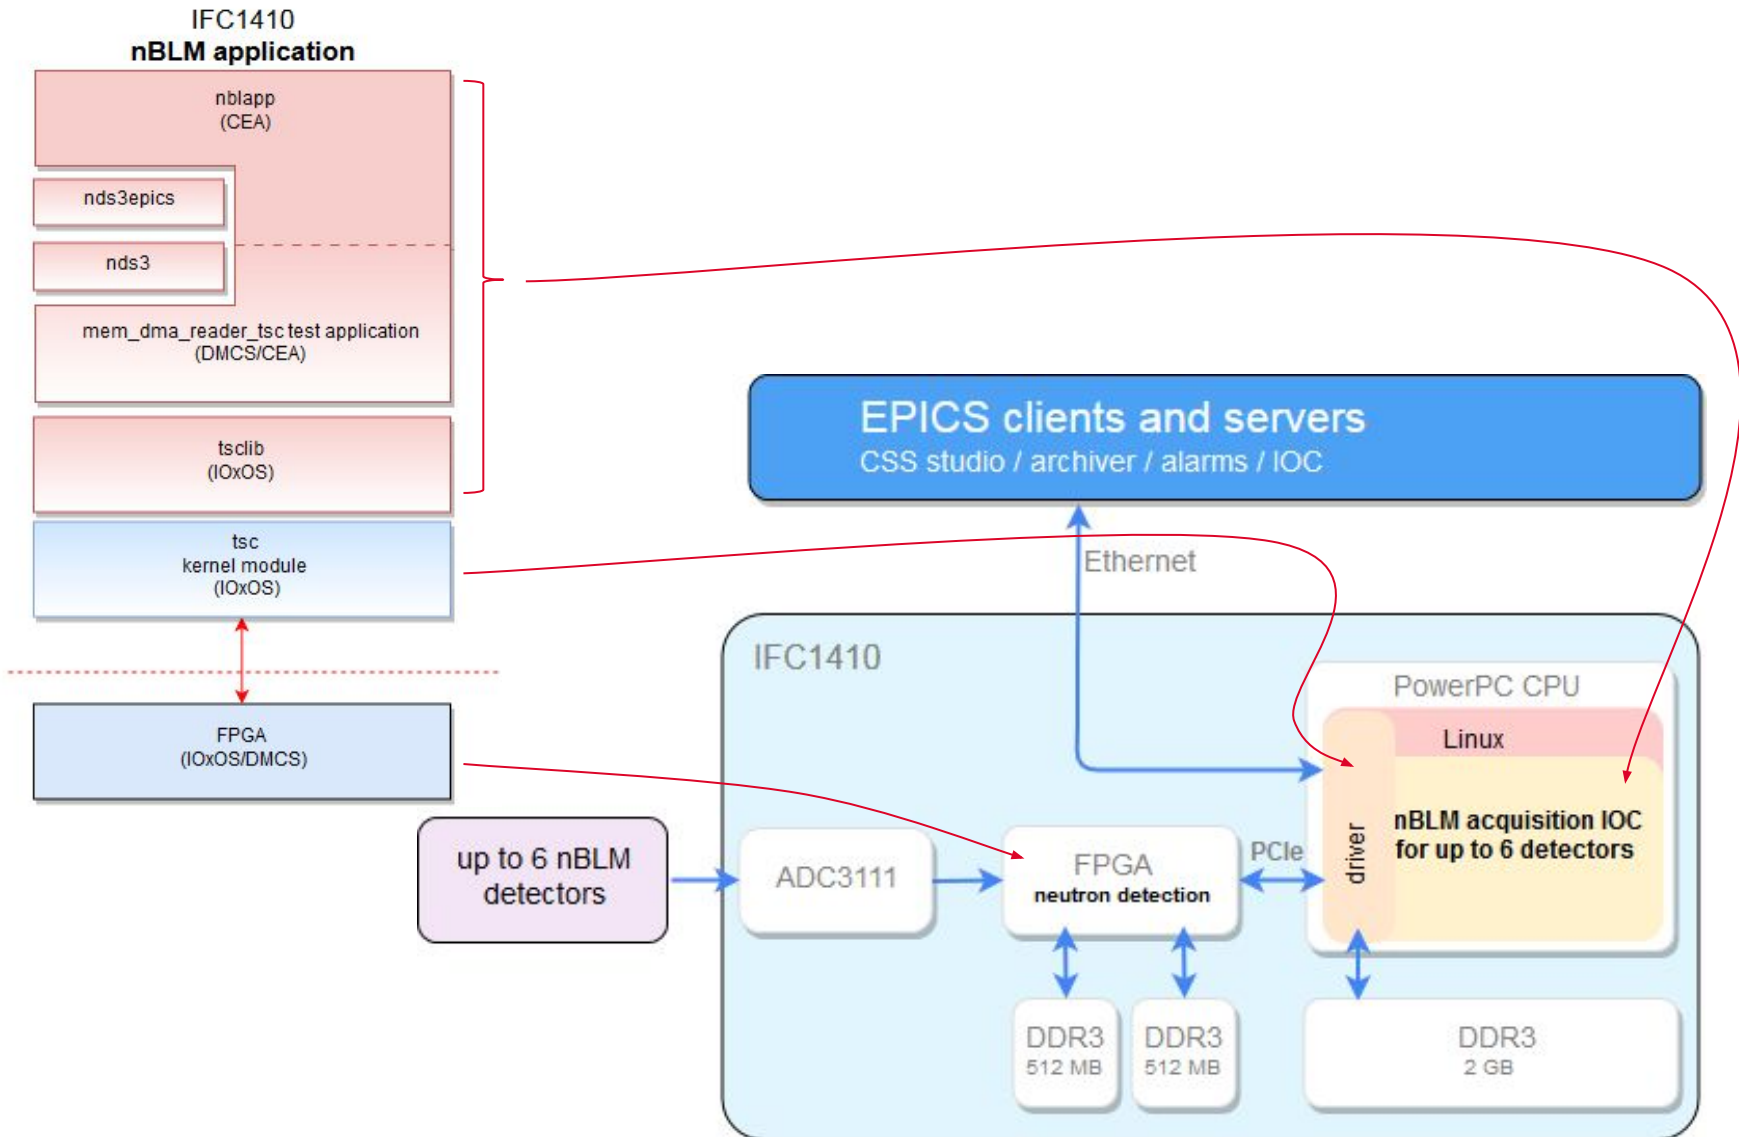 IFC1410
nBLM application
nblapp
(CEA)
nds3epics
nds3
mem_dma_reader_tsc test application
(DMCS/CEA)
tsclib
(IOxOS)
tsc
kernel module
(IOxOS)
FPGA
(IOxOS/DMCS)
EPICS clients and servers
CSS studio / archiver / alarms / IOC
Ethernet
IFC1410
PowerPC CPU
Linux
driver
nBLM acquisition IOC
for up to 6 detectors
up to 6 nBLM
detectors
ADC3111
FPGA
neutron detection
PCIe
DDR3
512 MB
DDR3
512 MB
DDR3
2 GB